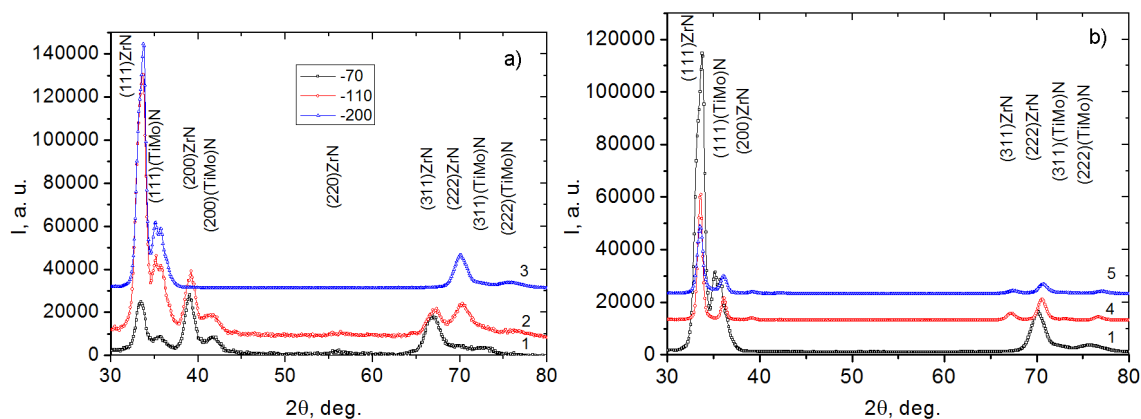 a)
I, a. u.
140000
120000
100000
80000
60000
40000
20000
0
30
40
50
60
70
80
2θ, deg.
-70
-110
-200
(111)ZrN
(111)(TiMo)N
(200)ZrN
(200)(TiMo)N
(220)ZrN
(311)ZrN
(222)ZrN
(311)(TiMo)N
(222)(TiMo)N
3
2
1
b)
I, a. u.
120000
100000
80000
60000
40000
20000
0
30
40
50
60
70
80
2θ, deg.
(111)ZrN
(111)(TiMo)N
(200)ZrN
(311)ZrN
(222)ZrN
(311)(TiMo)N
(222)(TiMo)N
5
4
1